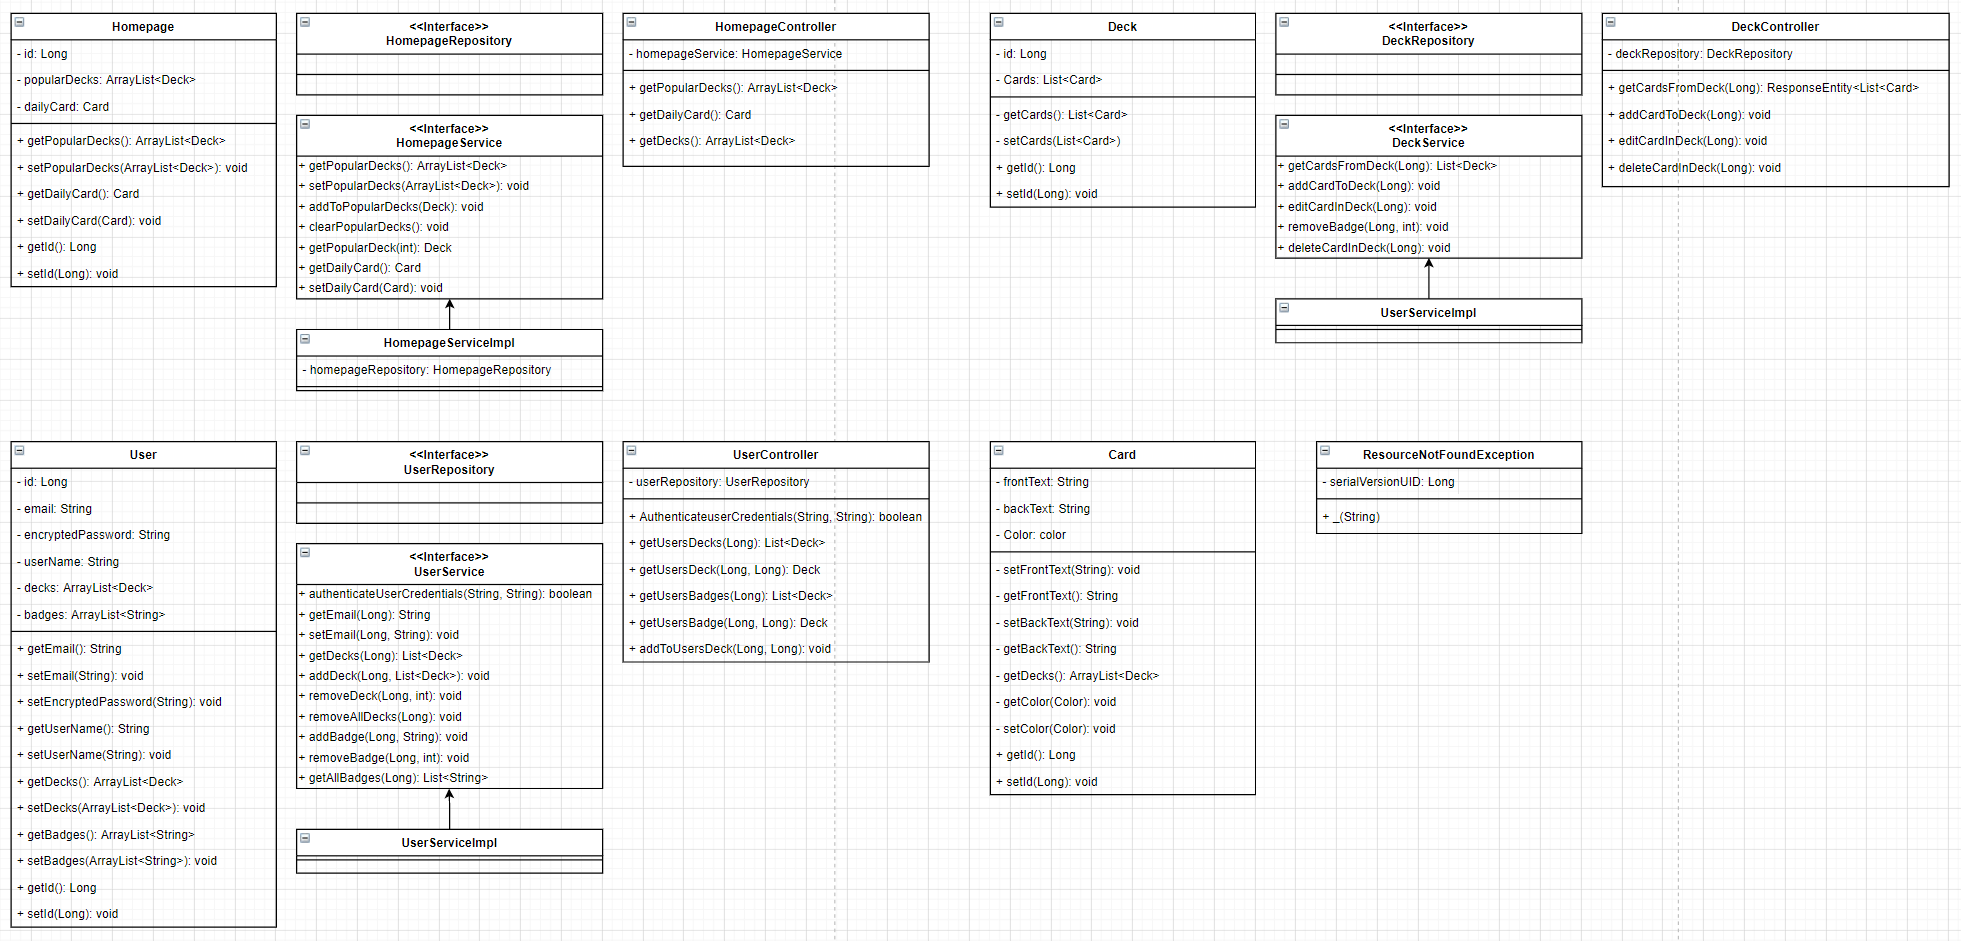 Homepage
- id: Long
- popularDecks: ArrayList<Deck>
- dailyCard: Card
+ getPopularDecks(): ArrayList<Deck>
+ setPopularDecks(ArrayList<Deck>): void
+ getDailyCard(): Card
+ setDailyCard(Card): void
+ getId(): Long
+ setId(Long): void
<<Interface>>
HomepageRepository
<<Interface>>
HomepageService
+ getPopularDecks(): ArrayList<Deck>
+ setPopularDecks(ArrayList<Deck>): void
+ addToPopularDecks(Deck): void
+ clearPopularDecks(): void
+ getPopularDeck(int): Deck
+ getDailyCard(): Card
+ setDailyCard(Card): void
HomepageServiceImpl
- homepageRepository: HomepageRepository
HomepageController
- homepageService: HomepageService
+ getPopularDecks(): ArrayList<Deck>
+ getDailyCard(): Card
+ getDecks(): ArrayList<Deck>
Deck
- id: Long
- Cards: List<Card>
- getCards(): List<Card>
- setCards(List<Card>)
+ getId(): Long
+ setId(Long): void
<<Interface>>
DeckRepository
<<Interface>>
DeckService
+ getCardsFromDeck(Long): List<Deck>
+ addCardToDeck(Long): void
+ editCardInDeck(Long): void
+ removeBadge(Long, int): void
+ deleteCardInDeck(Long): void
UserServiceImpl
DeckController
- deckRepository: DeckRepository
+ getCardsFromDeck(Long): ResponseEntity<List<Card>
+ addCardToDeck(Long): void
+ editCardInDeck(Long): void
+ deleteCardInDeck(Long): void
User
- id: Long
- email: String
- encryptedPassword: String
- userName: String
- decks: ArrayList<Deck>
- badges: ArrayList<String>
+ getEmail(): String
+ setEmail(String): void
+ setEncryptedPassword(String): void
+ getUserName(): String
+ setUserName(String): void
+ getDecks(): ArrayList<Deck>
+ setDecks(ArrayList<Deck>): void
+ getBadges(): ArrayList<String>
+ setBadges(ArrayList<String>): void
+ getId(): Long
+ setId(Long): void
<<Interface>>
UserRepository
<<Interface>>
UserService
+ authenticateUserCredentials(String, String): boolean
+ getEmail(Long): String
+ setEmail(Long, String): void
+ getDecks(Long): List<Deck>
+ addDeck(Long, List<Deck>): void
+ removeDeck(Long, int): void
+ removeAllDecks(Long): void
+ addBadge(Long, String): void
+ removeBadge(Long, int): void
+ getAllBadges(Long): List<String>
UserServiceImpl
UserController
- userRepository: UserRepository
+ AuthenticateuserCredentials(String, String): boolean
+ getUsersDecks(Long): List<Deck>
+ getUsersDeck(Long, Long): Deck
+ getUsersBadges(Long): List<Deck>
+ getUsersBadge(Long, Long): Deck
+ addToUsersDeck(Long, Long): void
Card
- frontText: String
- backText: String
- Color: color
- setFrontText(String): void
- getFrontText(): String
- setBackText(String): void
- getBackText(): String
- getDecks(): ArrayList<Deck>
- getColor(Color): void
- setColor(Color): void
+ getId(): Long
+ setId(Long): void
ResourceNotFoundException
- serialVersionUID: Long
+ _(String)